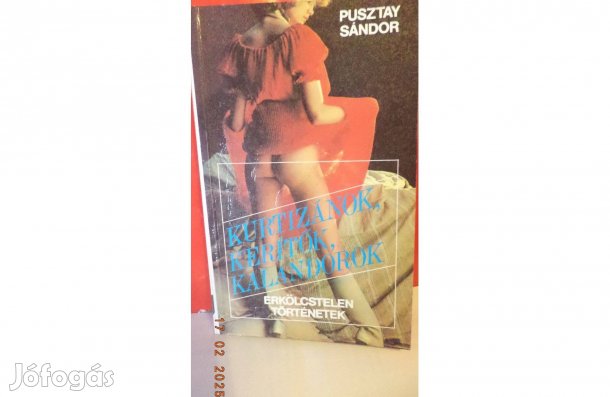 PUSZTAY
SÁNDOR
KURTIZÁNOK,
KERÍTŐK,
KALANDOROK
ERKÖLCSTELEN
TÖRTÉNETEK
17 02 2025
Jófogás